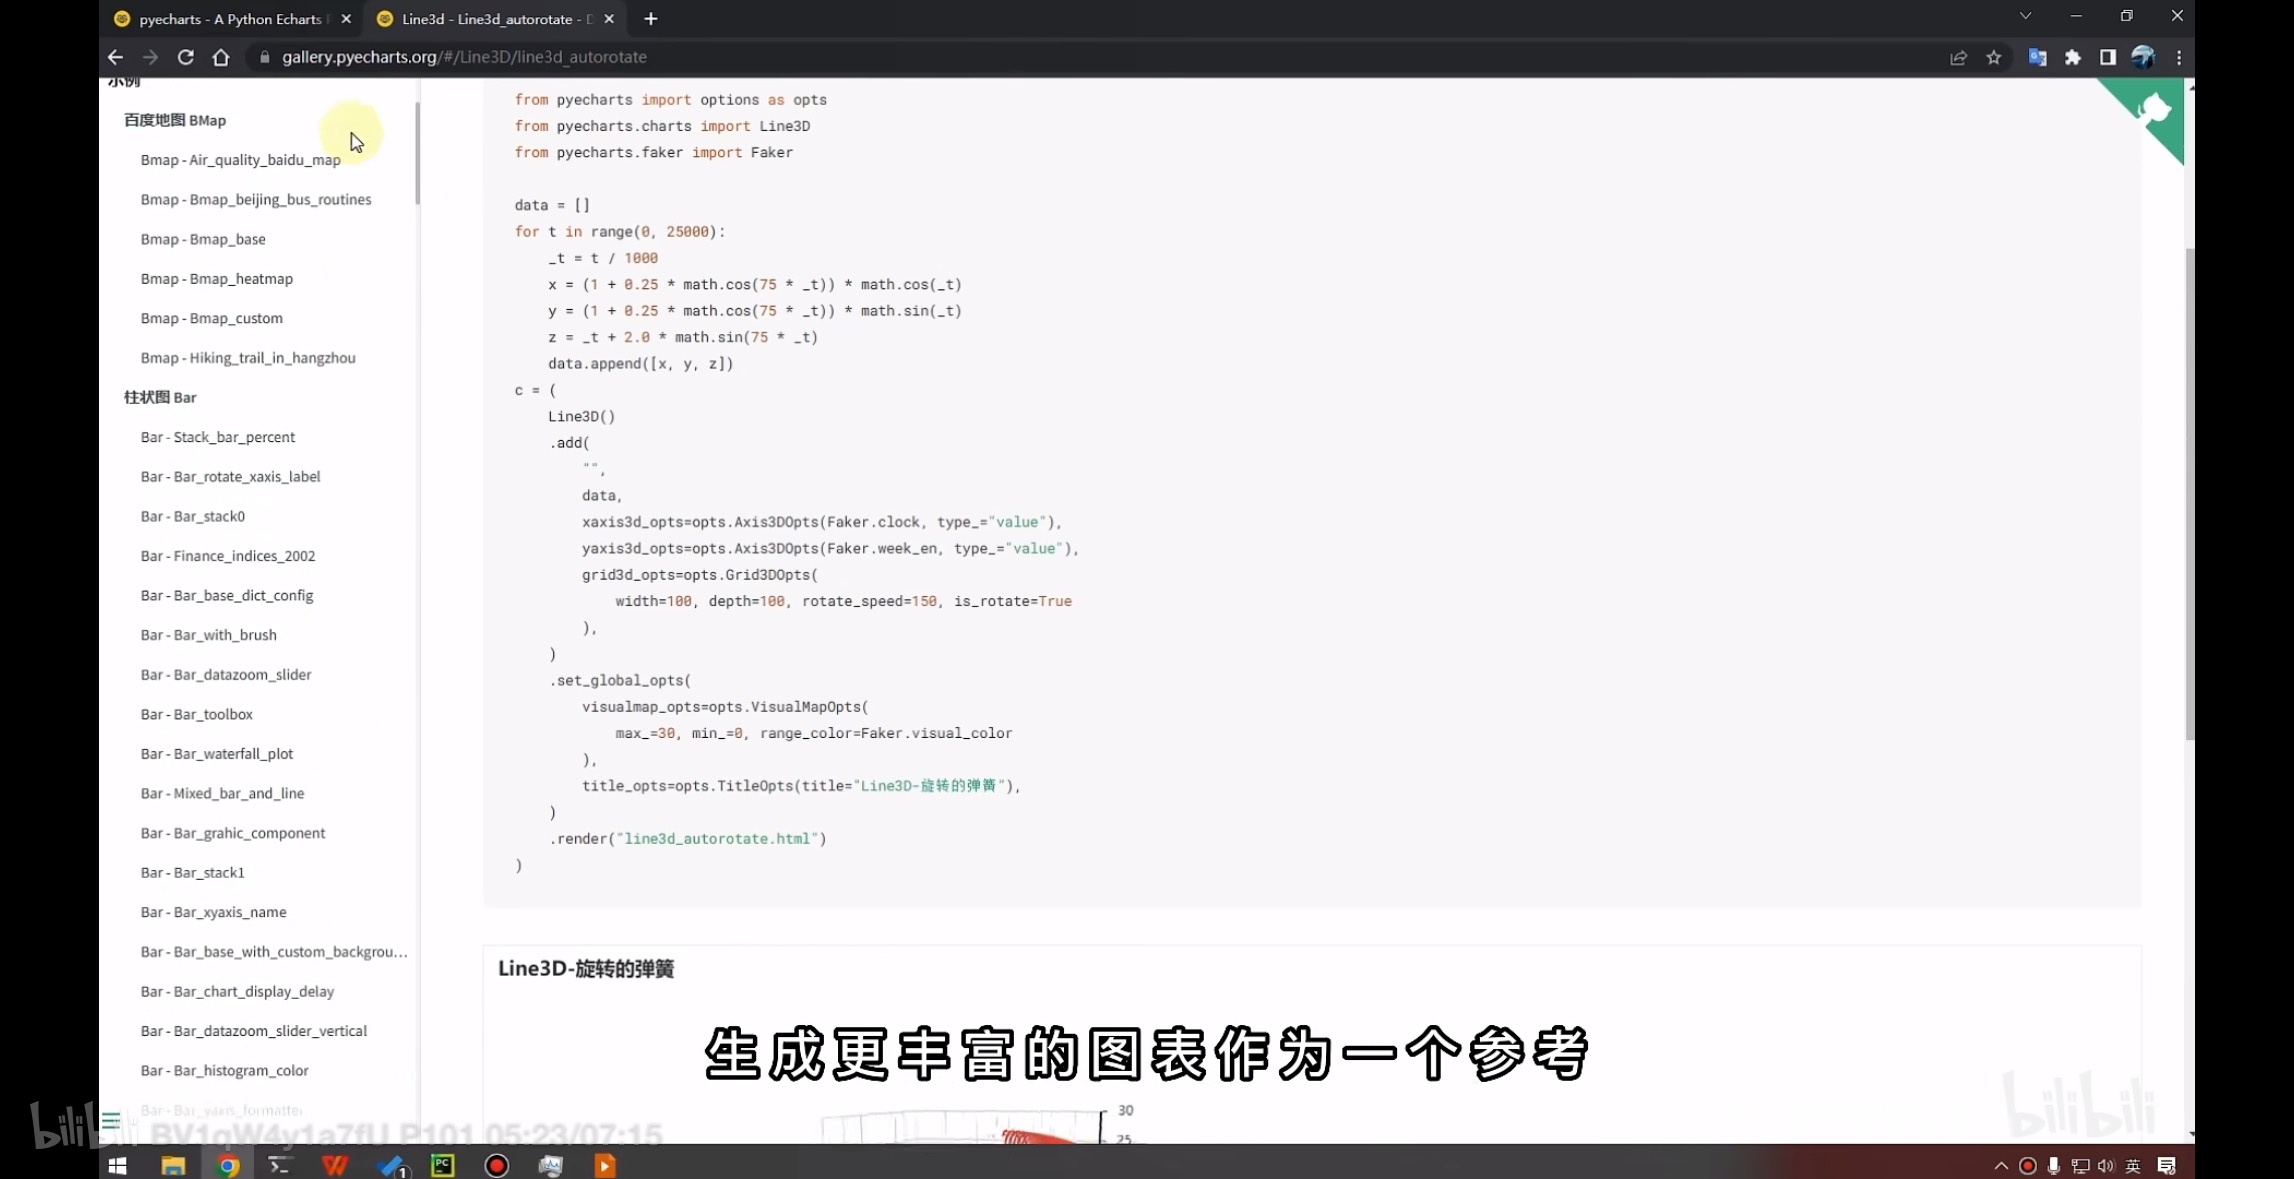 pyecharts - A Python Echarts
Line3d - Line3d_autorotate - D
gallery.pyecharts.org/#/Line3D/line3d_autorotate
示例
百度地图 BMap
Bmap - Air_quality_baidu_map
Bmap - Bmap_beijing_bus_routines
Bmap - Bmap_base
Bmap - Bmap_heatmap
Bmap - Bmap_custom
Bmap - Hiking_trail_in_hangzhou
柱状图 Bar
Bar - Stack_bar_percent
Bar - Bar_rotate_xaxis_label
Bar - Bar_stack0
Bar - Finance_indices_2002
Bar - Bar_base_dict_config
Bar - Bar_with_brush
Bar - Bar_datazoom_slider
Bar - Bar_toolbox
Bar - Bar_waterfall_plot
Bar - Mixed_bar_and_line
Bar - Bar_grahic_component
Bar - Bar_stack1
Bar - Bar_xyaxis_name
Bar - Bar_base_with_custom_backgrou...
Bar - Bar_chart_display_delay
Bar - Bar_datazoom_slider_vertical
Bar - Bar_histogram_color
Bar - Bar_yaxis_formatter
from pyecharts import options as opts
from pyecharts.charts import Line3D
from pyecharts.faker import Faker
data = []
for t in range(0, 25000):
_t = t / 1000
x = (1 + 0.25 * math.cos(75 * _t)) * math.cos(_t)
y = (1 + 0.25 * math.cos(75 * _t)) * math.sin(_t)
z = _t + 2.0 * math.sin(75 * _t)
data.append([x, y, z])
c = (
Line3D()
.add(
"",
data,
xaxis3d_opts=opts.Axis3DOpts(Faker.clock, type_="value"),
yaxis3d_opts=opts.Axis3DOpts(Faker.week_en, type_="value"),
grid3d_opts=opts.Grid3DOpts(
width=100, depth=100, rotate_speed=150, is_rotate=True
),
)
.set_global_opts(
visualmap_opts=opts.VisualMapOpts(
max_=30, min_=0, range_color=Faker.visual_color
),
title_opts=opts.TitleOpts(title="Line3D-旋转的弹簧"),
)
.render("line3d_autorotate.html")
)
Line3D-旋转的弹簧
生成更丰富的图表作为一个参考
30
25
bilibili
BV1qW4y1a7fU P101 05:23/07:15
bilibili
1
PC
英